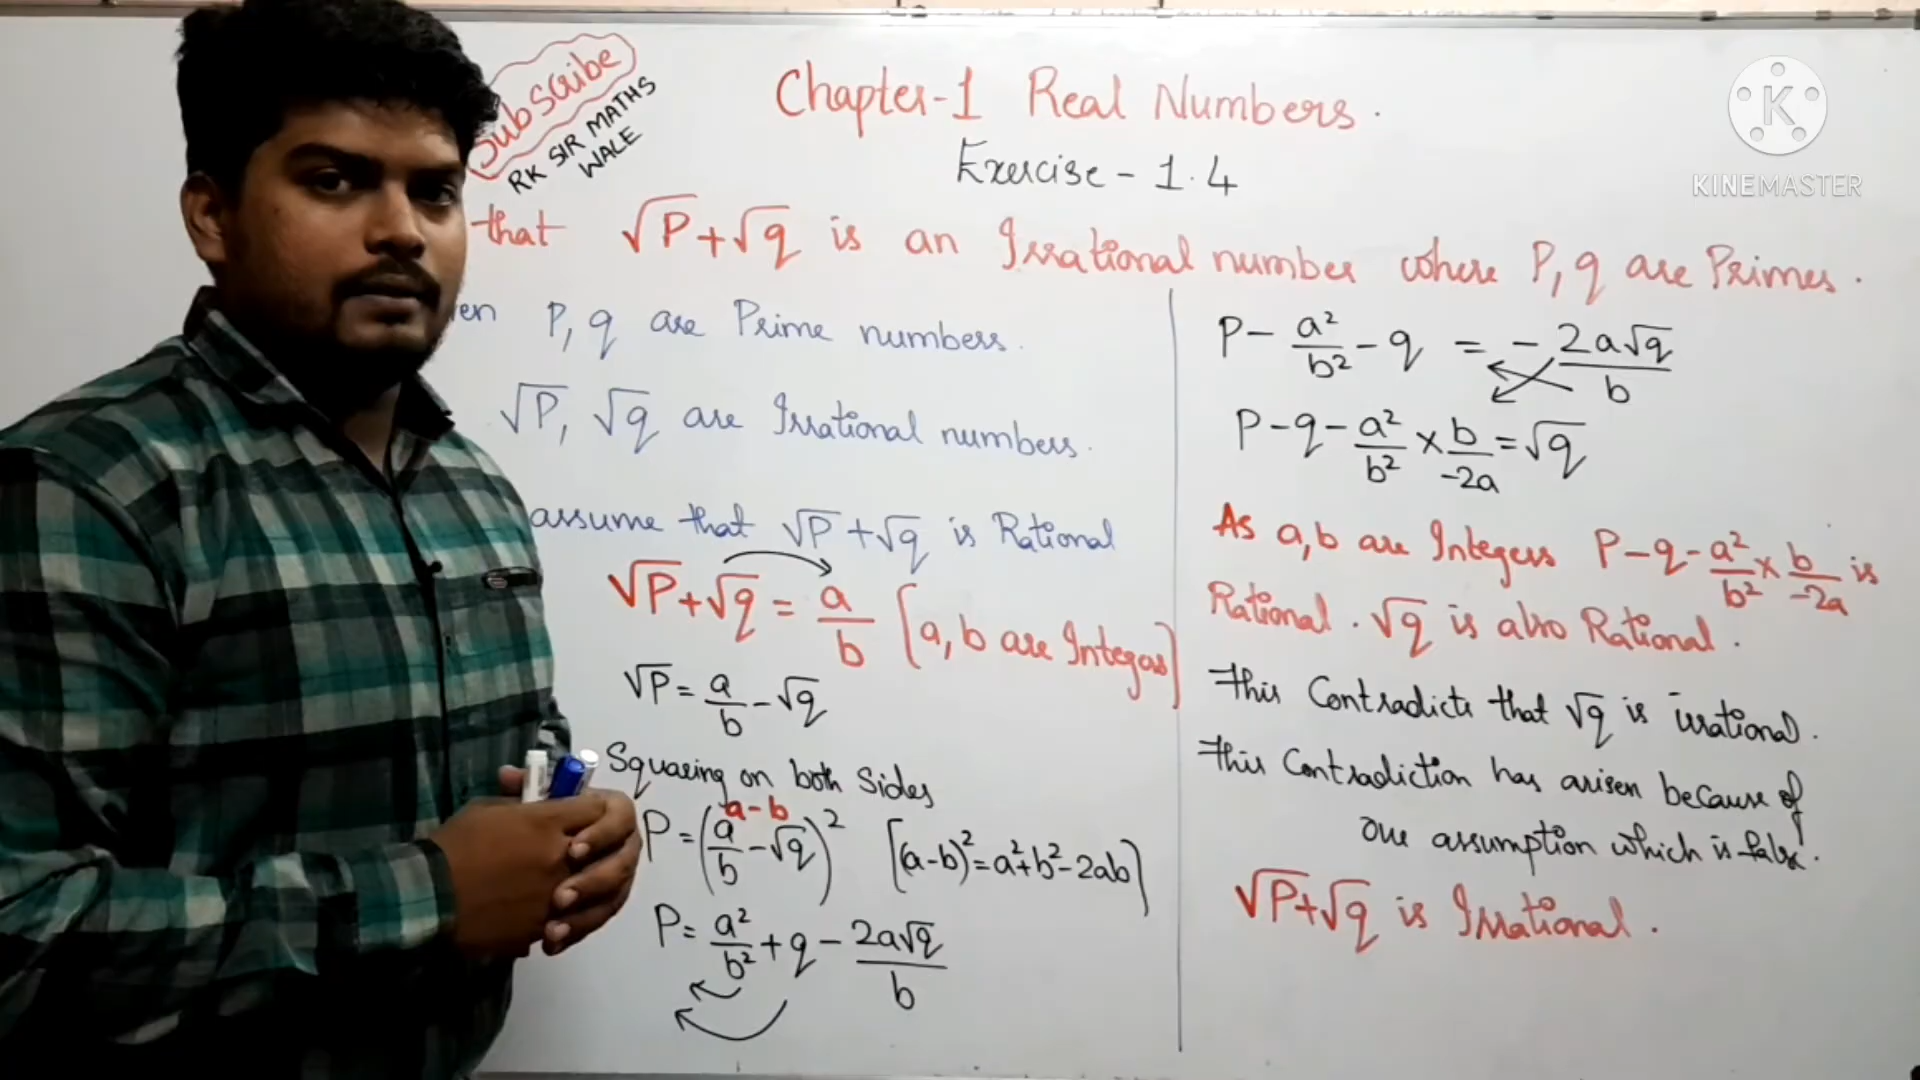 Subscribe
RK SIR MATHS
WALE
Chapter-1 Real Numbers.
Exercise - 1.4
KINEMASTER
that √P+√q is an Irrational number where P, q are Primes.
en P, q are Prime numbers.
√P, √q are Irrational numbers.
assume that √P+√q is Rational
√P+√q = a/b [a, b are Integers]
√P = a/b - √q
Squaring on both Sides
a-b
P = (a/b - √q)² [(a-b)²=a²+b²-2ab]
P = a²/b² + q - 2a√q/b
P - a²/b² - q = - 2a√q/b
P-q-a²/b² × b/-2a = √q
As a,b are Integers P-q-a²/b² × b/-2a is
Rational. √q is also Rational.
This Contradicts that √q is irrational.
This Contradiction has arisen because of
our assumption which is false.
√P+√q is Irrational.